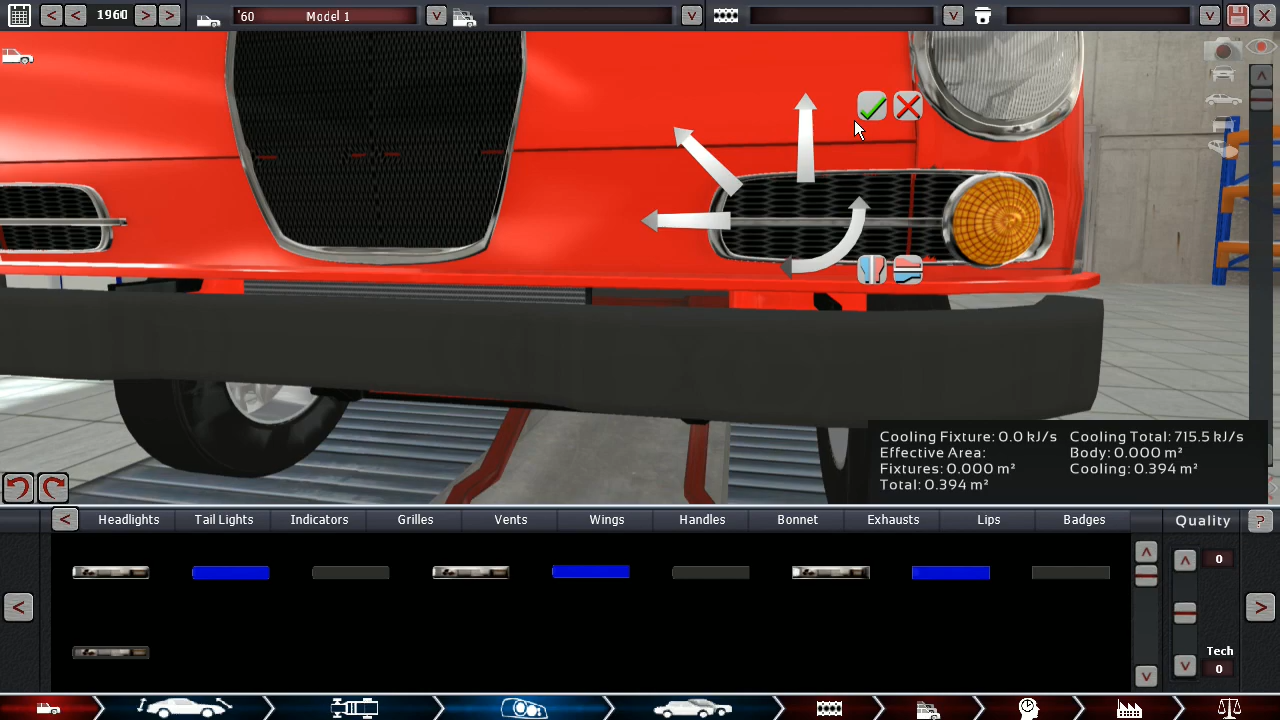 1960
'60 Model 1
Cooling Fixture: 0.0 kJ/s Cooling Total: 715.5 kJ/s
Effective Area: Body: 0.000 m²
Fixtures: 0.000 m² Cooling: 0.394 m²
Total: 0.394 m²
Headlights Tail Lights Indicators Grilles Vents Wings Handles Bonnet Exhausts Lips Badges Quality ?
0
Tech
0